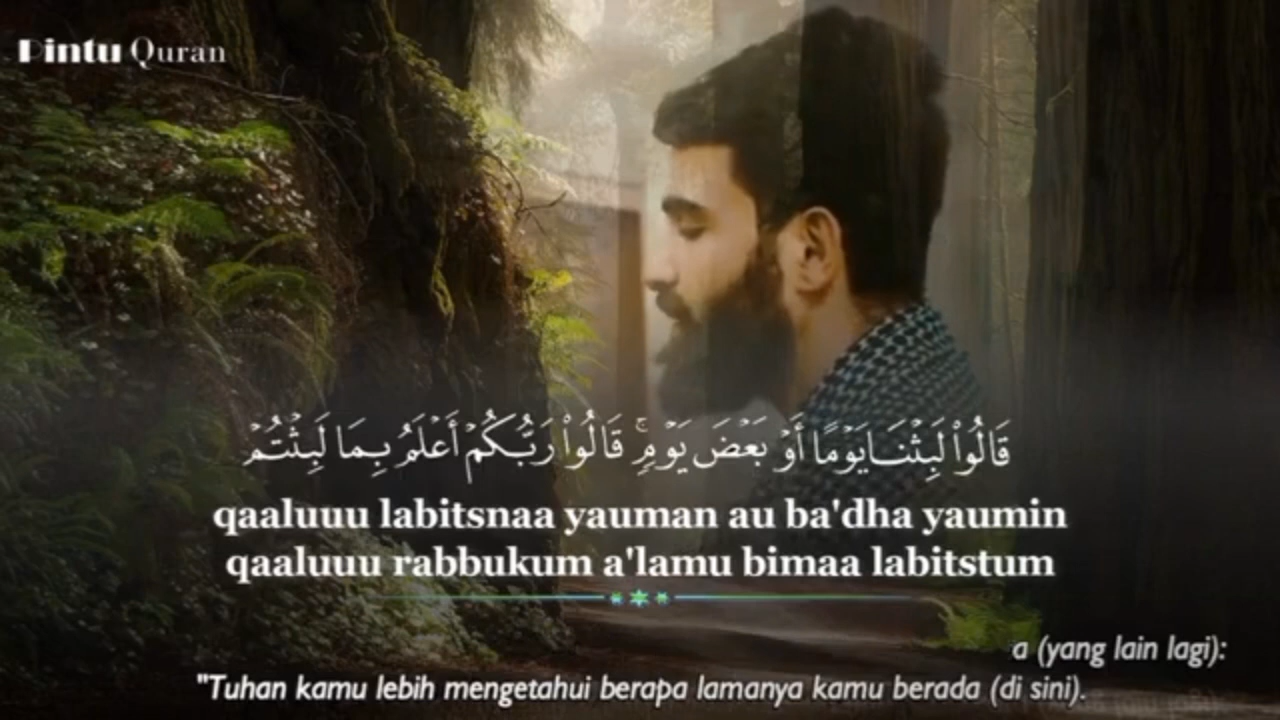 Pintu Quran
قَالُوا۟ لَبِثْنَا يَوْمًا أَوْ بَعْضَ يَوْمٍۢ ۚ قَالُوا۟ رَبُّكُمْ أَعْلَمُ بِمَا لَبِثْتُمْ
qaaluuu labitsnaa yauman au ba'dha yaumin
qaaluuu rabbukum a'lamu bimaa labitstum
a (yang lain lagi):
"Tuhan kamu lebih mengetahui berapa lamanya kamu berada (di sini).